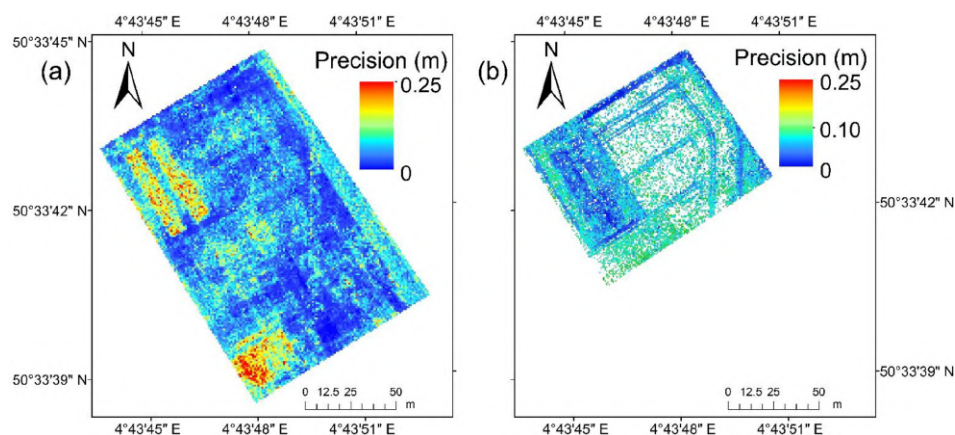 4°43'45" E 4°43'48" E 4°43'51" E 4°43'45" E 4°43'48" E 4°43'51" E
50°33'45" N
(a) N Precision (m) (b) N Precision (m)
0.25 0.25
0.10
0 0
50°33'42" N 50°33'42" N
50°33'39" N 50°33'39" N
0 12.5 25 50 0 12.5 25 50
m m
4°43'45" E 4°43'48" E 4°43'51" E 4°43'45" E 4°43'48" E 4°43'51" E